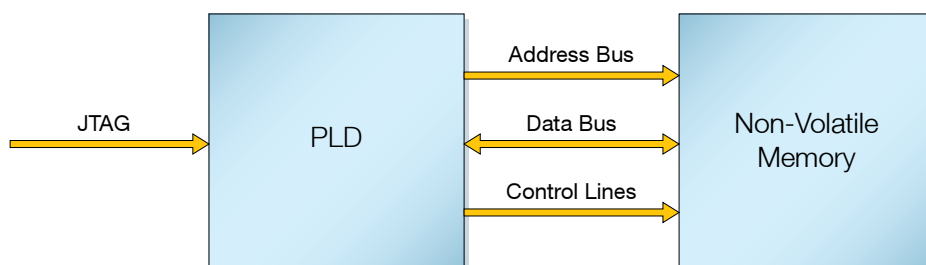 JTAG
PLD
Address Bus
Data Bus
Control Lines
Non-Volatile
Memory